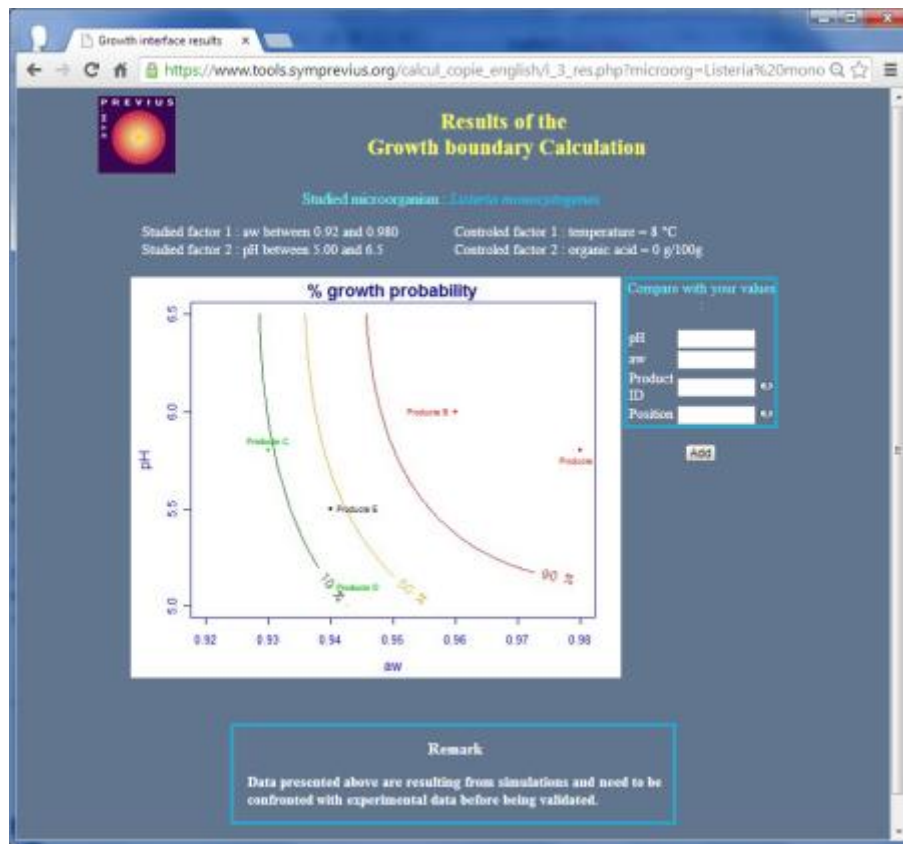 Growth interface results
https://www.tools.symprevius.org/calcul_copie_english/i_3_res.php?microorg=Listeria%20mono
SYM PREVIUS
Results of the
Growth boundary Calculation
Studied microorganism : Listeria monocytogenes
Studied factor 1 : aw between 0.92 and 0.980
Controled factor 1 : temperature = 8 °C
Studied factor 2 : pH between 5.00 and 6.5
Controled factor 2 : organic acid = 0 g/100g
% growth probability
Compare with your values
:
pH
aw
Product
ID
Position
Add
6.5
6.0
5.5
5.0
pH
Producte B
Producte C
Producte
Producte E
Producte D
10 %
50 %
90 %
0.92
0.93
0.94
0.95
0.96
0.97
0.98
aw
Remark
Data presented above are resulting from simulations and need to be
confronted with experimental data before being validated.